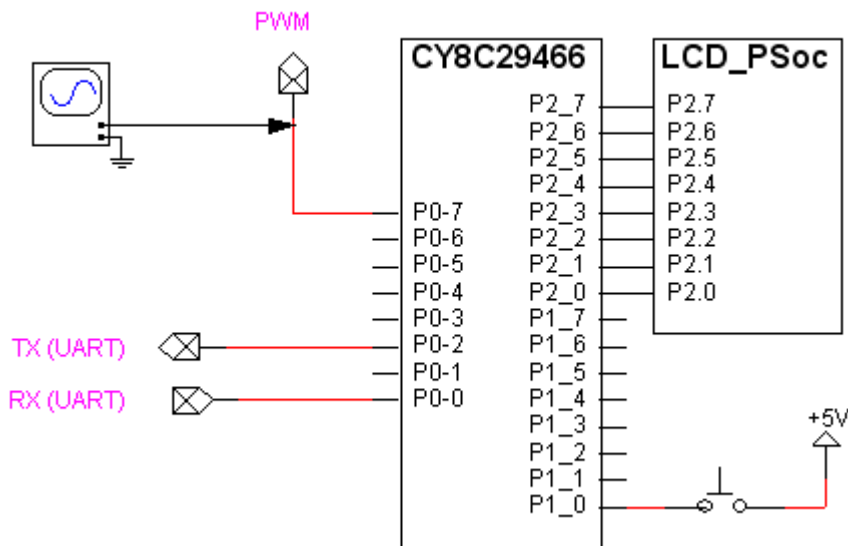 PWM
CY8C29466
LCD_PSoc
P2_7
P2_6
P2_5
P2_4
P2_3
P2_2
P2_1
P2_0
P1_7
P1_6
P1_5
P1_4
P1_3
P1_2
P1_1
P1_0
P2.7
P2.6
P2.5
P2.4
P2.3
P2.2
P2.1
P2.0
P0-7
P0-6
P0-5
P0-4
P0-3
P0-2
P0-1
P0-0
TX (UART)
RX (UART)
+5V